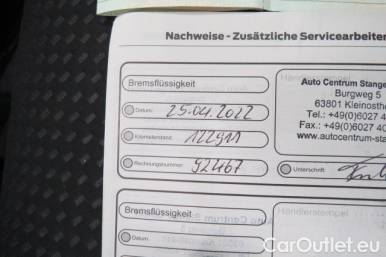 Nachweise - Zusätzliche Servicearbeiten
Bremsflüssigkeit
Datum: 25.04.2022
Kilometerstand: 122911
Rechnungsnummer: 92467
Auto Centrum Stange
Burgweg 5
63801 Kleinosthe
Tel.: +49(0)6027 40
Fax.: +49(0)6027 4
www.autocentrum-sta
Unterschrift:
Bremsflüssigkeit
Händlerstempel
Datum:
CarOutlet.eu